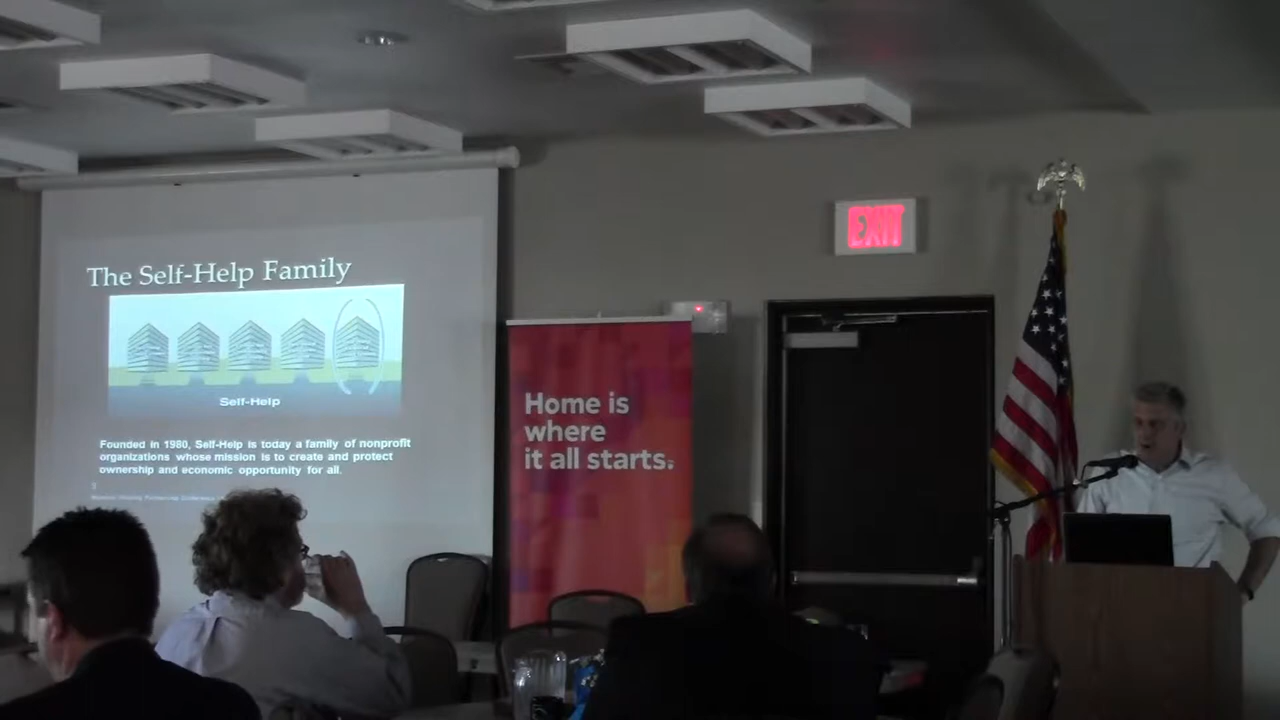 The Self-Help Family
Self-Help
Founded in 1980, Self-Help is today a family of nonprofit
organizations whose mission is to create and protect
ownership and economic opportunity for all.
Home is
where
it all starts.
EXIT